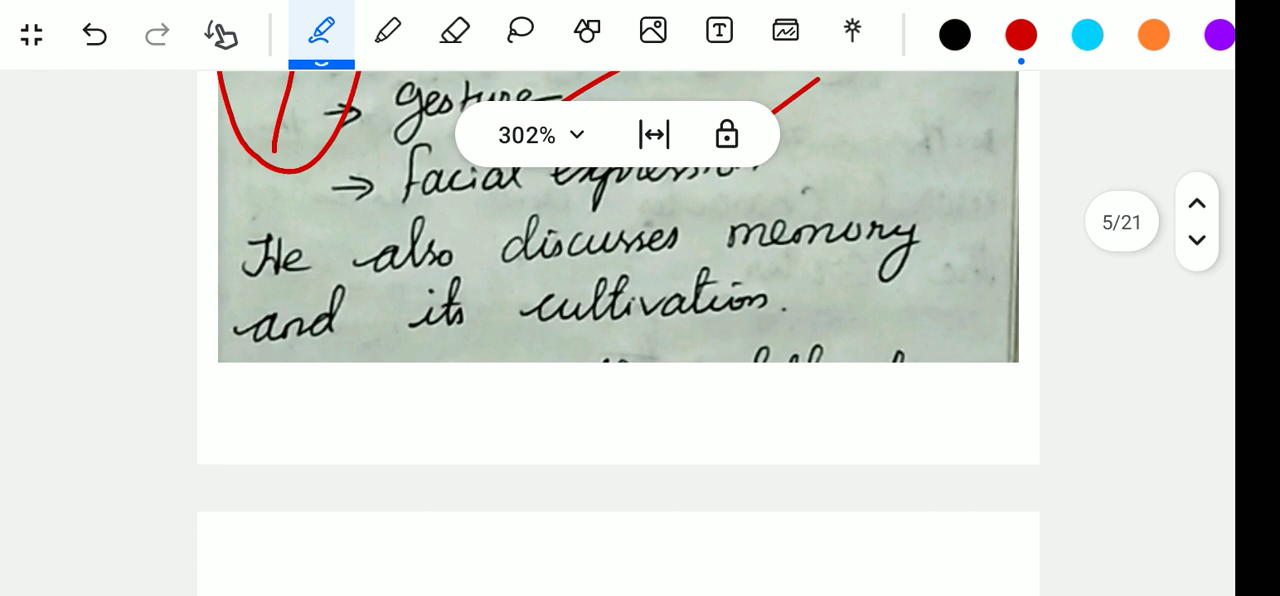 302%
→ gesture
→ facial expression
5/21
He also discusses memory
and its cultivation.